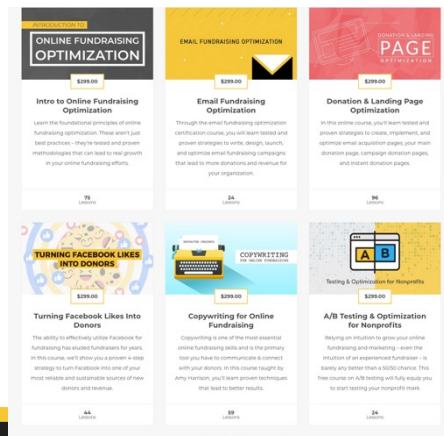 INTRODUCTION TO
ONLINE FUNDRAISING
OPTIMIZATION
$299.00
Intro to Online Fundraising
Optimization
Learn the foundational principles of online
fundraising optimization. These aren't just
best practices – they're tested and proven
methodologies that can lead to real growth
in your online fundraising efforts.
75
Lessons
EMAIL FUNDRAISING OPTIMIZATION
$299.00
Email Fundraising
Optimization
Through the email fundraising optimization
certification course, you will learn tested and
proven strategies to write, design, launch,
and optimize email fundraising campaigns
that lead to more donations and revenue for
your organization.
Lessons
DONATION & LANDING
PAGE
OPTIMIZATION
$299.00
Donation & Landing Page
Optimization
In this online course, you'll learn tested and
proven strategies to create, implement, and
optimize email acquisition pages, your main
donation page, campaign donation pages,
and instant donation pages.
96
Lessons
TURNING FACEBOOK LIKES
INTO DONORS
$299.00
Turning Facebook Likes Into
Donors
The ability to effectively utilize Facebook for
fundraising has eluded fundraisers for years.
In this course, we'll show you a proven 4-step
strategy to turn Facebook into one of your
most reliable and sustainable sources of new
donors and revenue.
44
Lessons
COPYWRITING
FOR ONLINE FUNDRAISING
$299.00
Copywriting for Online
Fundraising
Copywriting is one of the most essential
online fundraising skills and is the primary
tool you have to communicate & connect
with your donors. In this course taught by
Amy Harrison, you'll learn proven techniques
that lead to better results.
59
Lessons
A B
Testing & Optimization for Nonprofits
$299.00
A/B Testing & Optimization
for Nonprofits
Relying on intuition to grow your online
fundraising and marketing – even the
intuition of an experienced fundraiser – is
barely any better than a 50/50 chance. This
free course on A/B testing will fully equip you
to start testing your nonprofit mark
24
Lessons